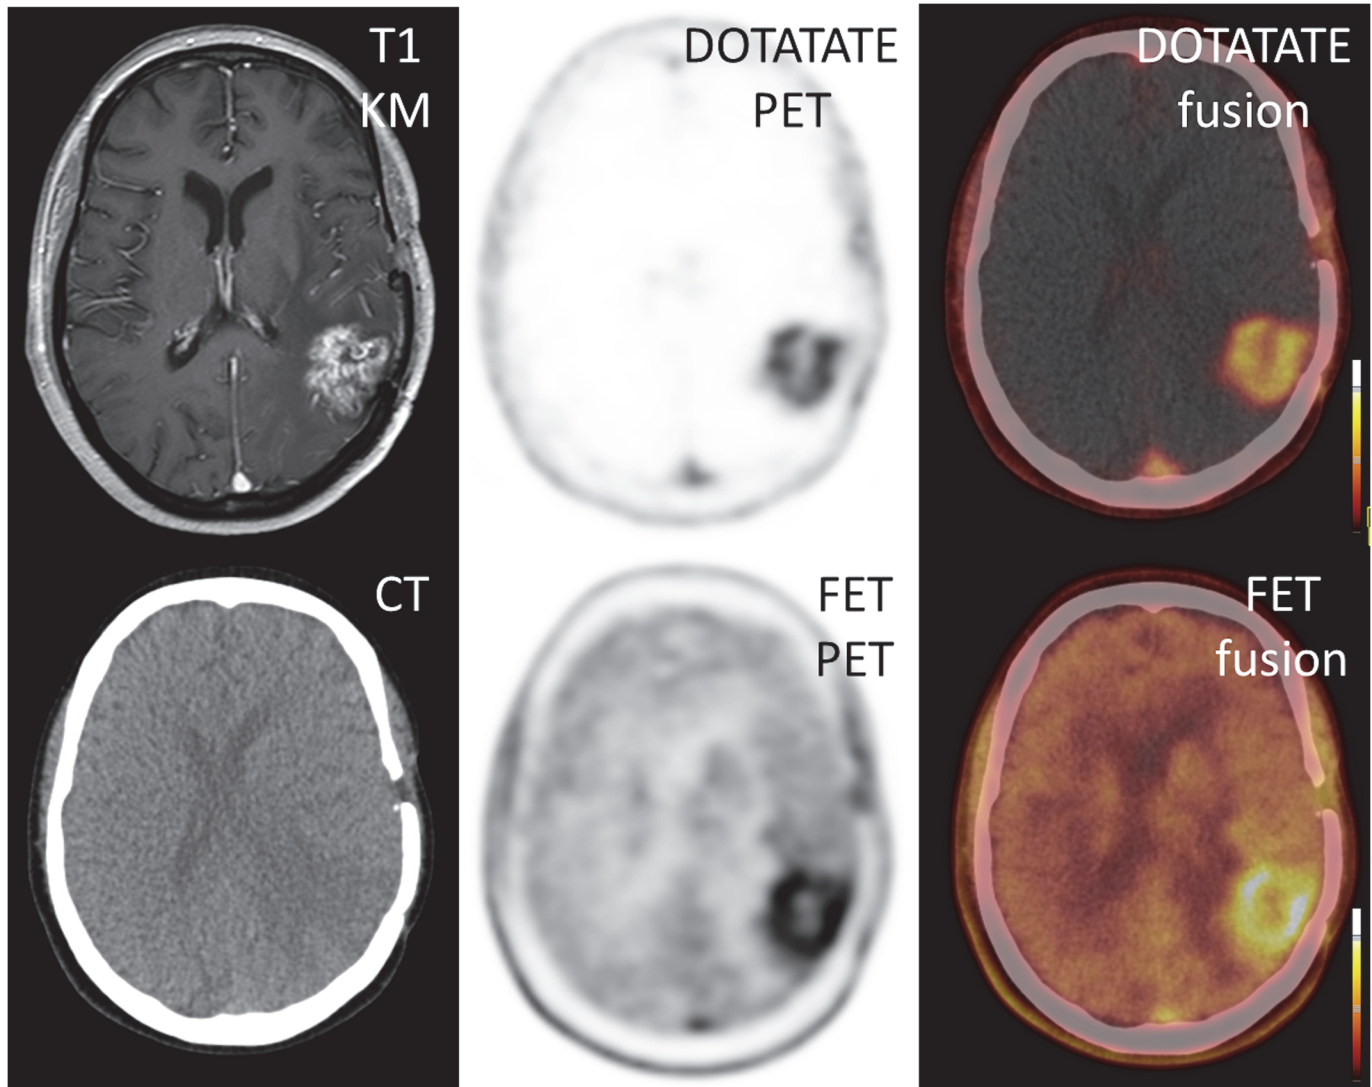 T1
KM
DOTATATE
PET
DOTATATE
fusion
CT
FET
PET
FET
fusion